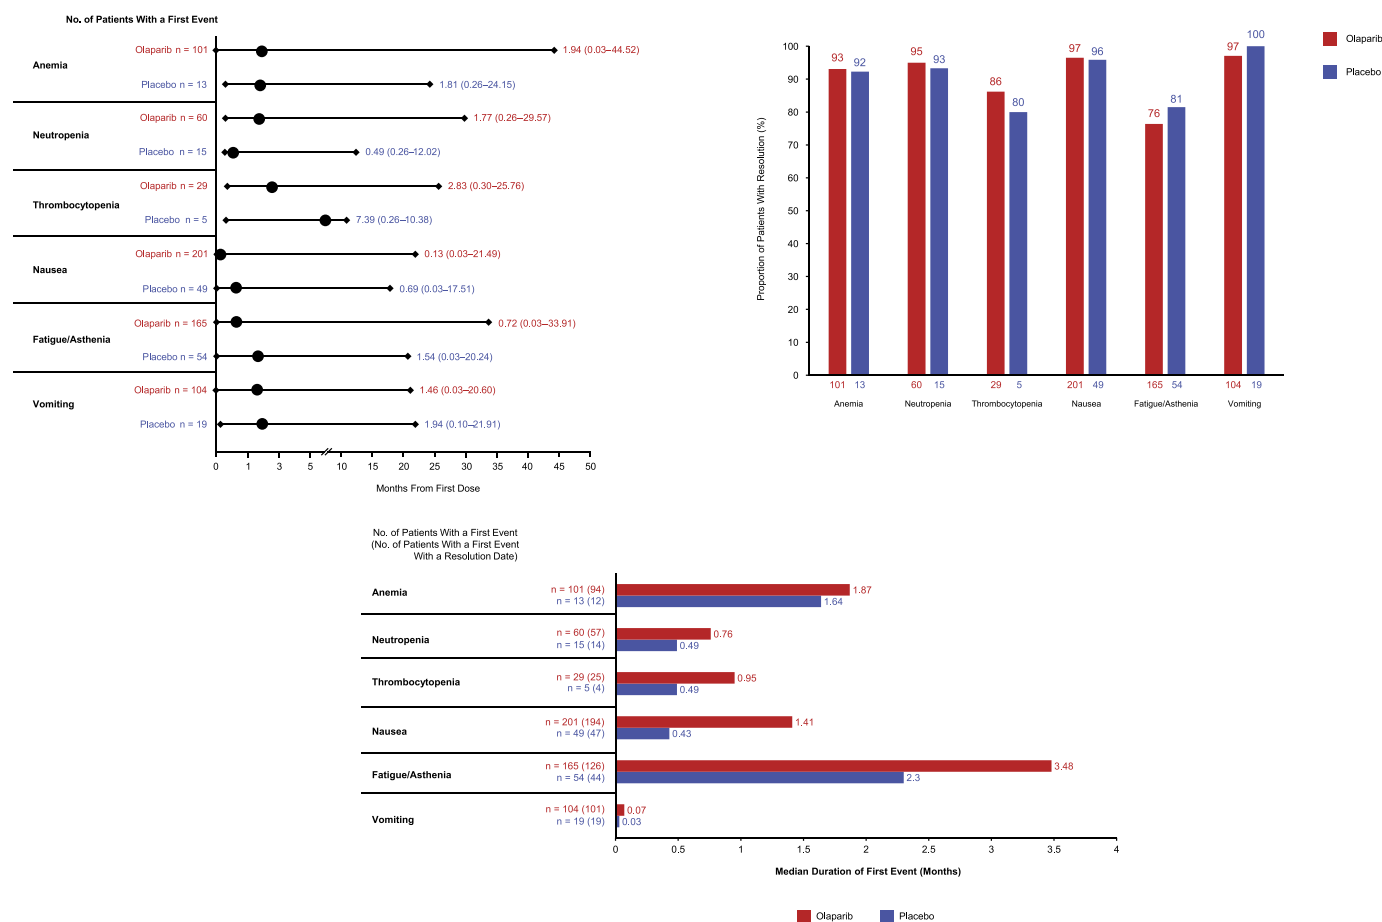 No. of Patients With a First Event
Anemia
Olaparib n = 101
1.94 (0.03–44.52)
Placebo n = 13
1.81 (0.26–24.15)
Neutropenia
Olaparib n = 60
1.77 (0.26–29.57)
Placebo n = 15
0.49 (0.26–12.02)
Thrombocytopenia
Olaparib n = 29
2.83 (0.30–25.76)
Placebo n = 5
7.39 (0.26–10.38)
Nausea
Olaparib n = 201
0.13 (0.03–21.49)
Placebo n = 49
0.69 (0.03–17.51)
Fatigue/Asthenia
Olaparib n = 165
0.72 (0.03–33.91)
Placebo n = 54
1.54 (0.03–20.24)
Vomiting
Olaparib n = 104
1.46 (0.03–20.60)
Placebo n = 19
1.94 (0.10–21.91)
0 1 3 5 10 15 20 25 30 35 40 45 50
Months From First Dose
Olaparib
Placebo
Proportion of Patients With Resolution (%)
100
90
80
70
60
50
40
30
20
10
0
93 92 95 93 86 80 97 96 76 81 97 100
101 13 60 15 29 5 201 49 165 54 104 19
Anemia Neutropenia Thrombocytopenia Nausea Fatigue/Asthenia Vomiting
No. of Patients With a First Event
(No. of Patients With a First Event
With a Resolution Date)
Anemia
n = 101 (94)
1.87
n = 13 (12)
1.64
Neutropenia
n = 60 (57)
0.76
n = 15 (14)
0.49
Thrombocytopenia
n = 29 (25)
0.95
n = 5 (4)
0.49
Nausea
n = 201 (194)
1.41
n = 49 (47)
0.43
Fatigue/Asthenia
n = 165 (126)
3.48
n = 54 (44)
2.3
Vomiting
n = 104 (101)
0.07
n = 19 (19)
0.03
0 0.5 1 1.5 2 2.5 3 3.5 4
Median Duration of First Event (Months)
Olaparib Placebo